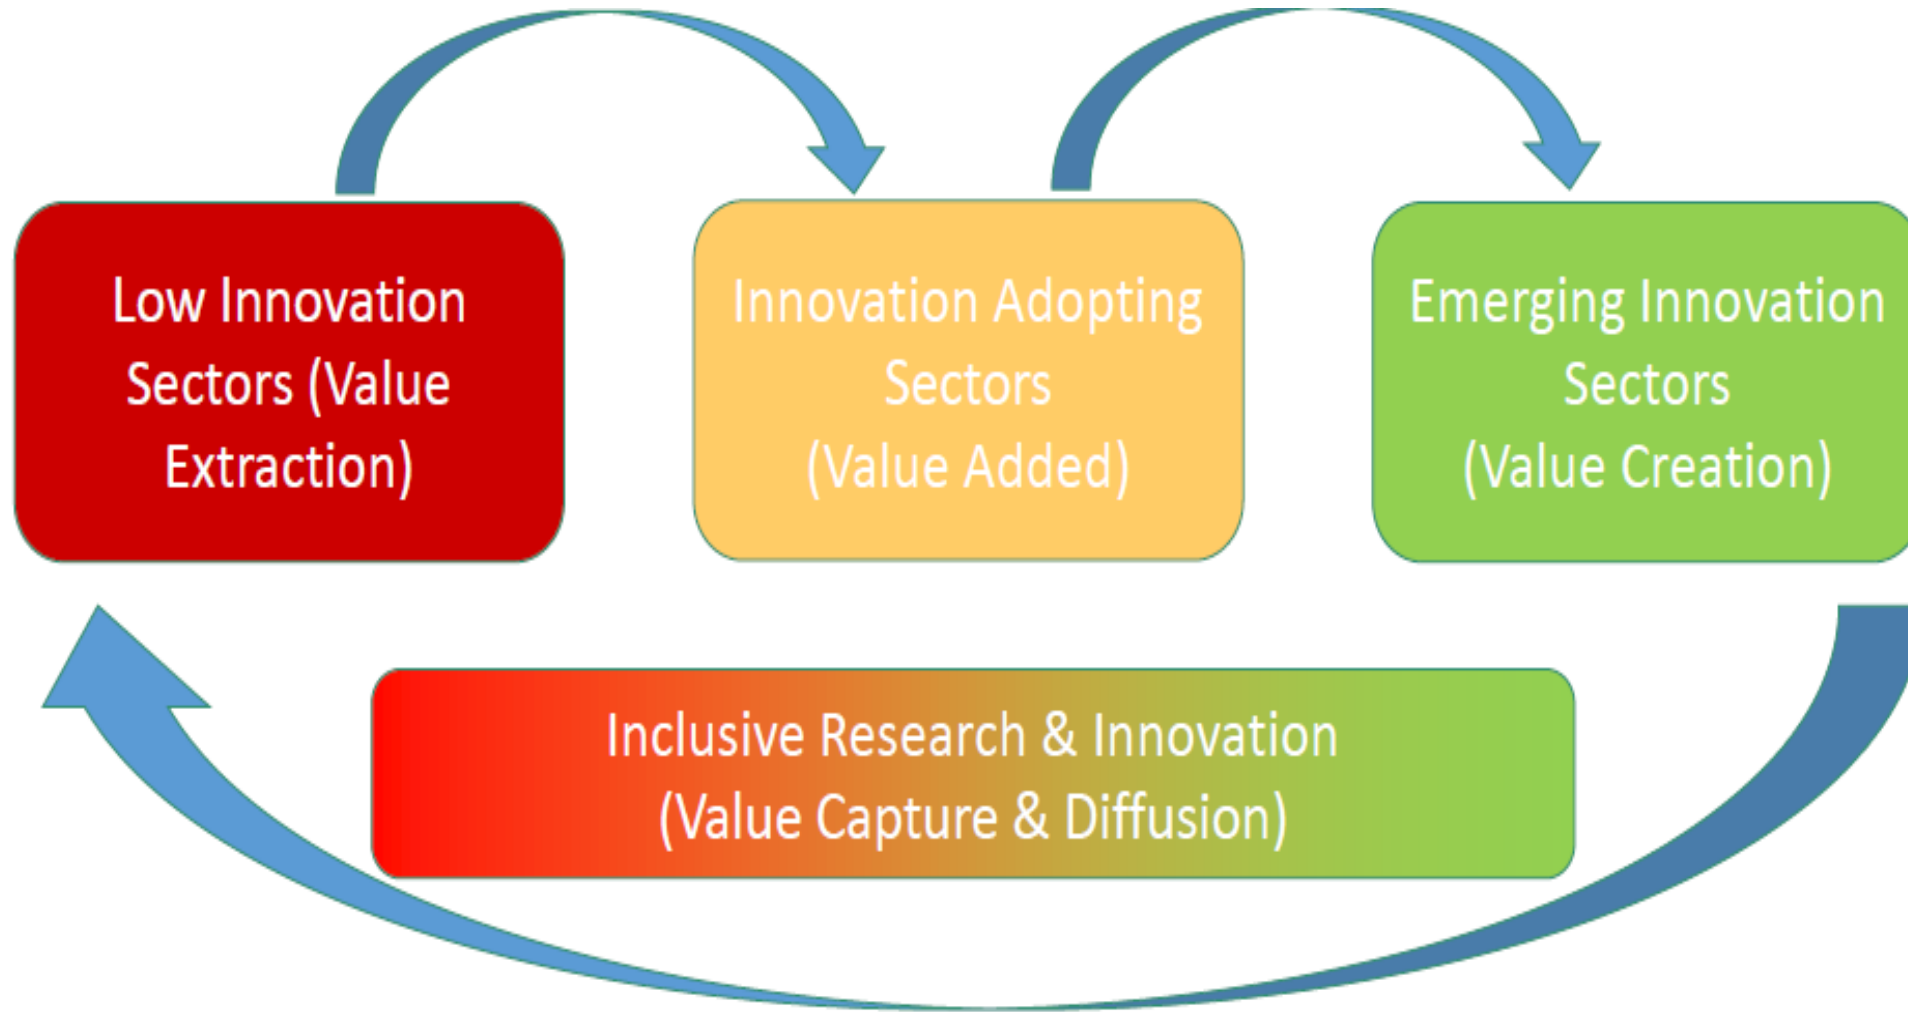 Low Innovation
Sectors (Value
Extraction)
Innovation Adopting
Sectors
(Value Added)
Emerging Innovation
Sectors
(Value Creation)
Inclusive Research & Innovation
(Value Capture & Diffusion)